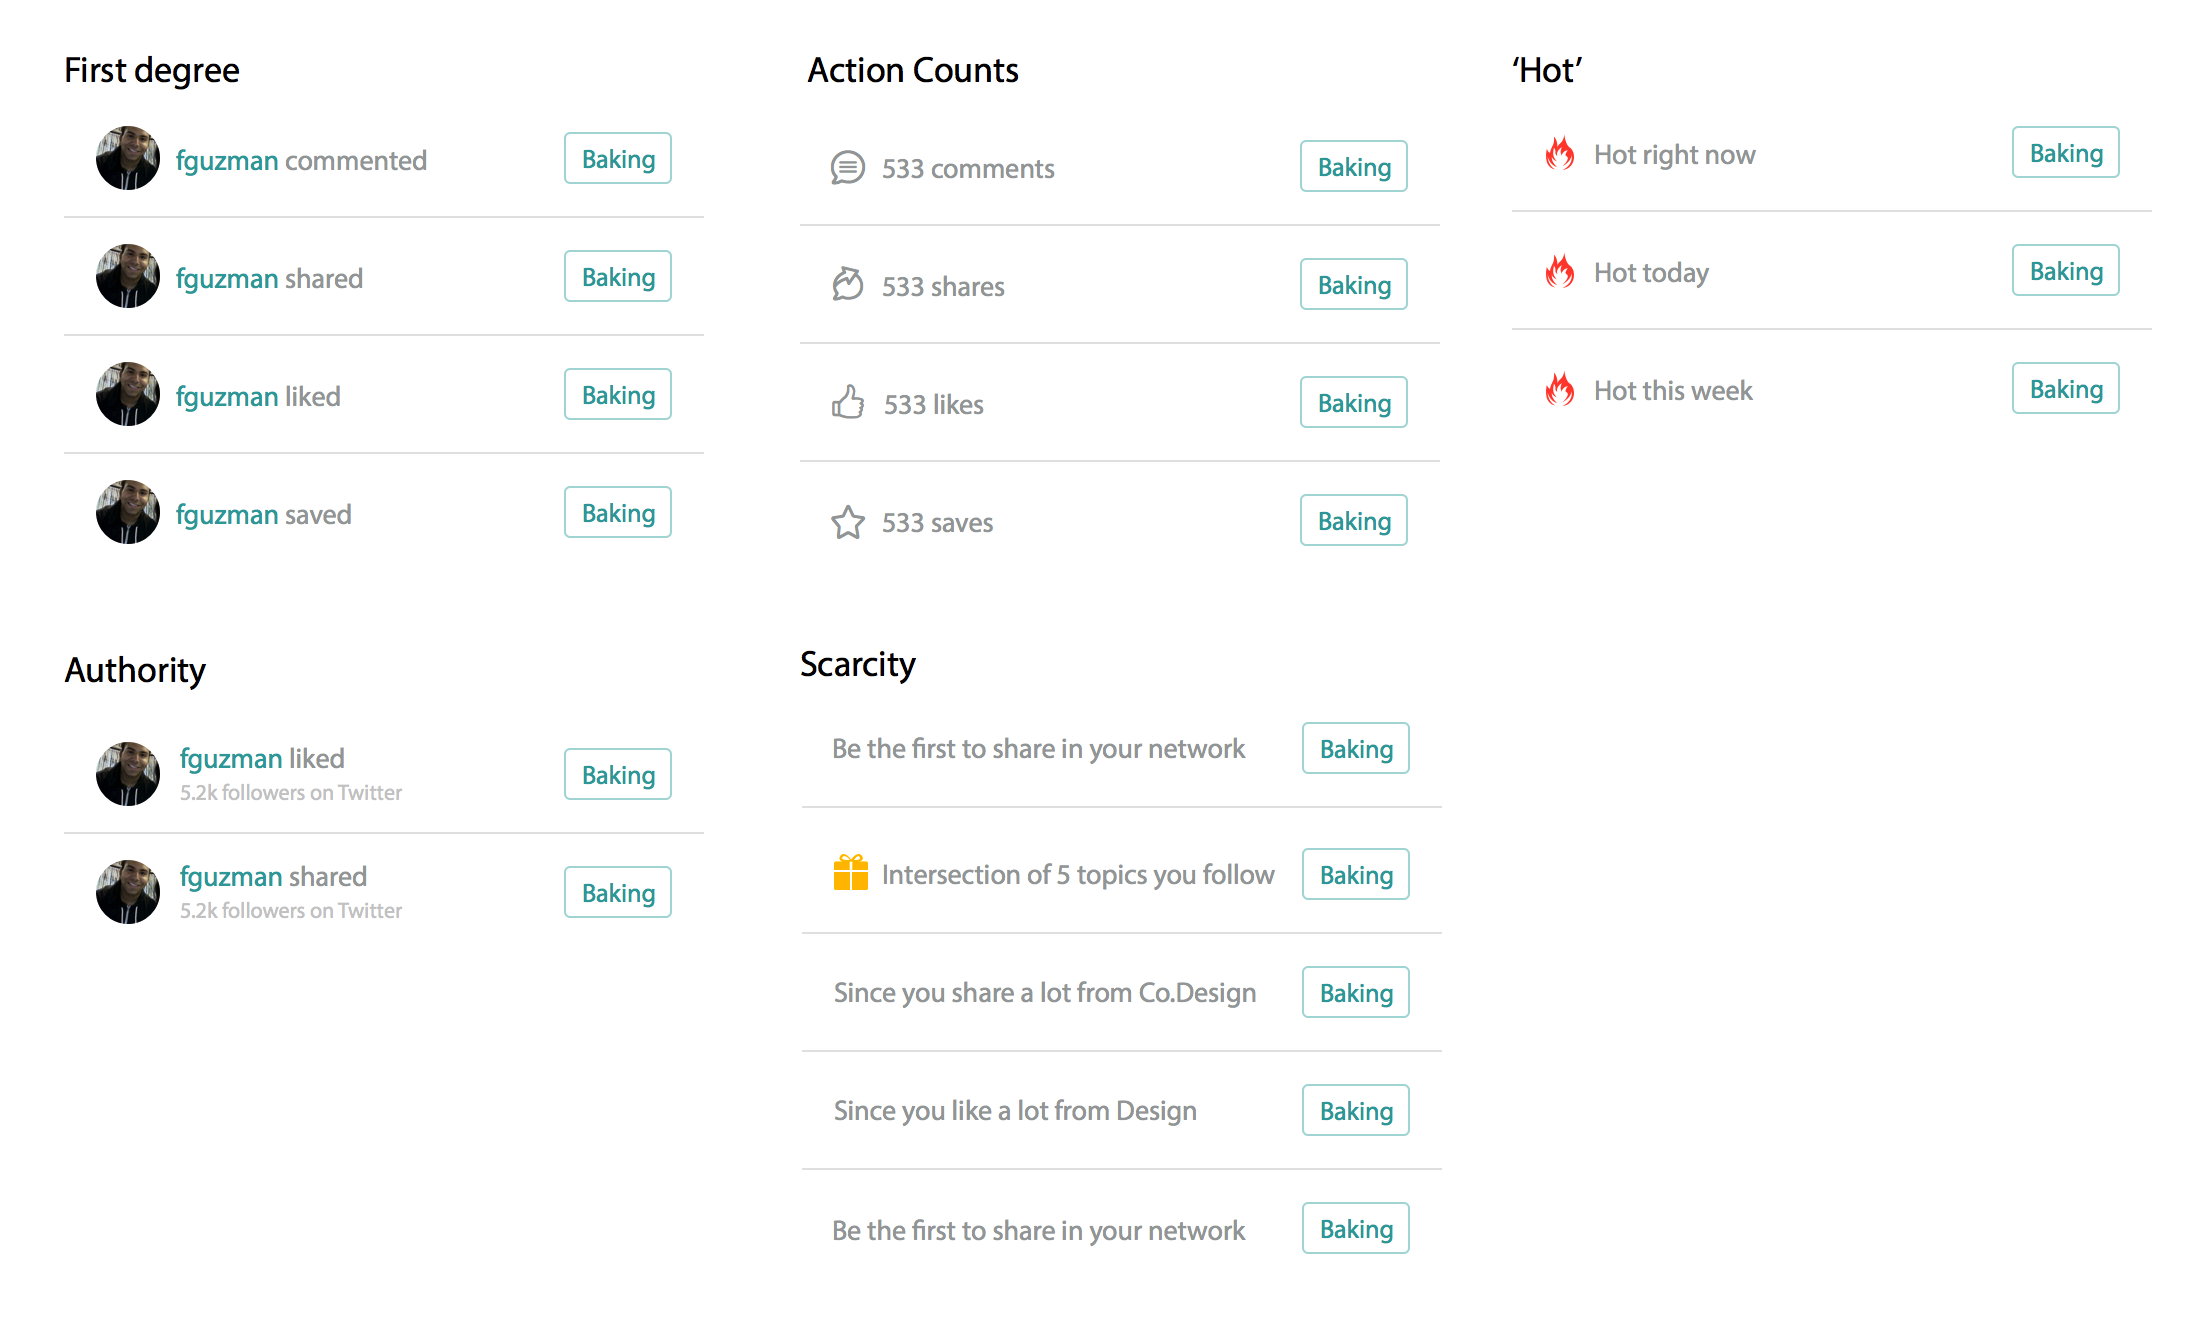 First degree
fguzman commented Baking
fguzman shared Baking
fguzman liked Baking
fguzman saved Baking
Action Counts
533 comments Baking
533 shares Baking
533 likes Baking
533 saves Baking
‘Hot’
Hot right now Baking
Hot today Baking
Hot this week Baking
Authority
fguzman liked Baking
5.2k followers on Twitter
fguzman shared Baking
5.2k followers on Twitter
Scarcity
Be the first to share in your network Baking
Intersection of 5 topics you follow Baking
Since you share a lot from Co.Design Baking
Since you like a lot from Design Baking
Be the first to share in your network Baking